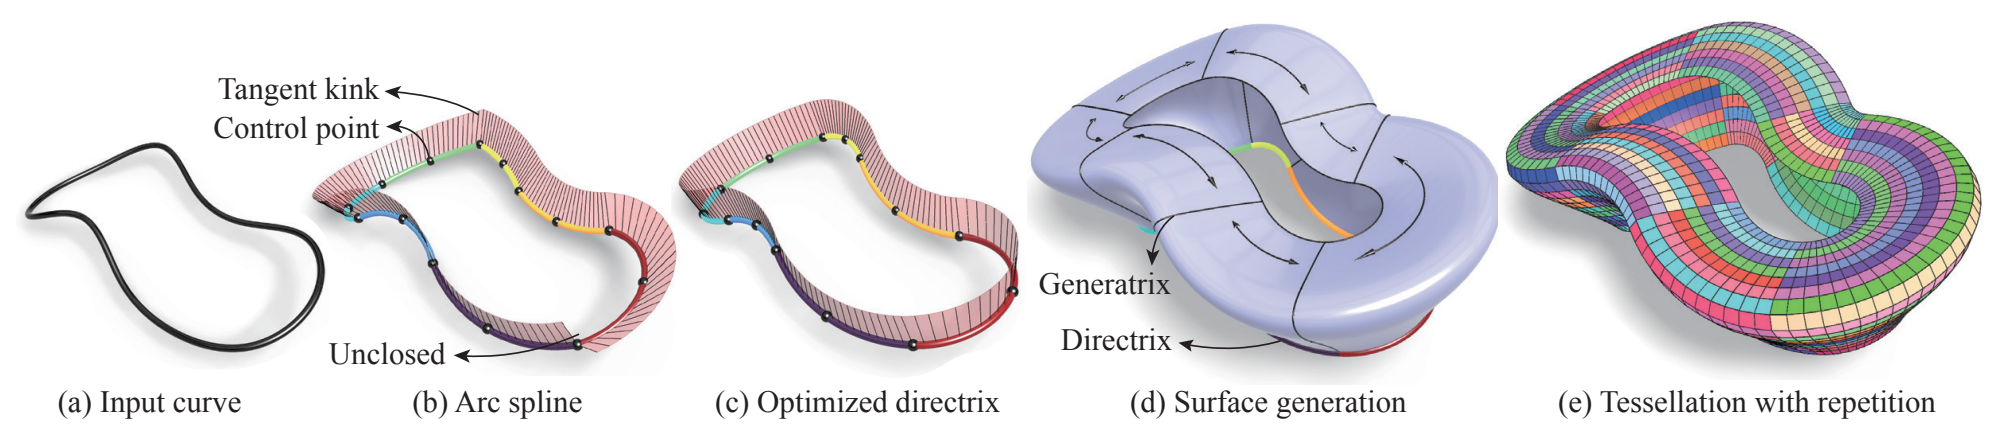 Tangent kink
Control point
Unclosed
Generatrix
Directrix
(a) Input curve
(b) Arc spline
(c) Optimized directrix
(d) Surface generation
(e) Tessellation with repetition